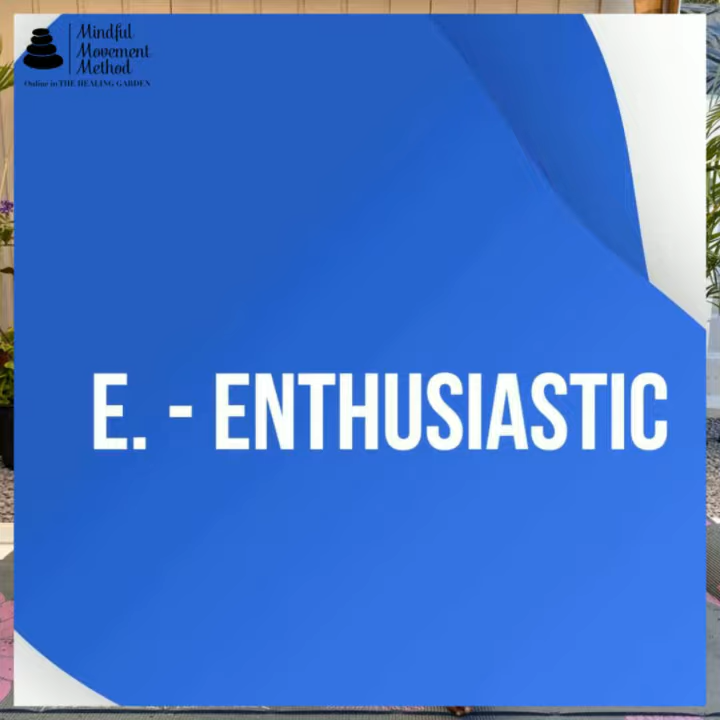 Mindful
Movement
Method
Online in THE HEALING GARDEN
E. - ENTHUSIASTIC